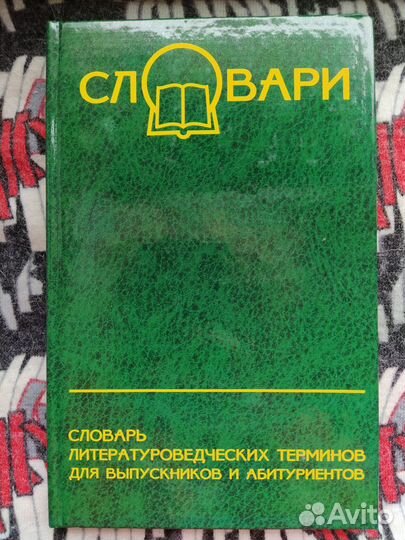 СЛОВАРИ
СЛОВАРЬ
ЛИТЕРАТУРОВЕДЧЕСКИХ ТЕРМИНОВ
ДЛЯ ВЫПУСКНИКОВ И АБИТУРИЕНТОВ
Avito